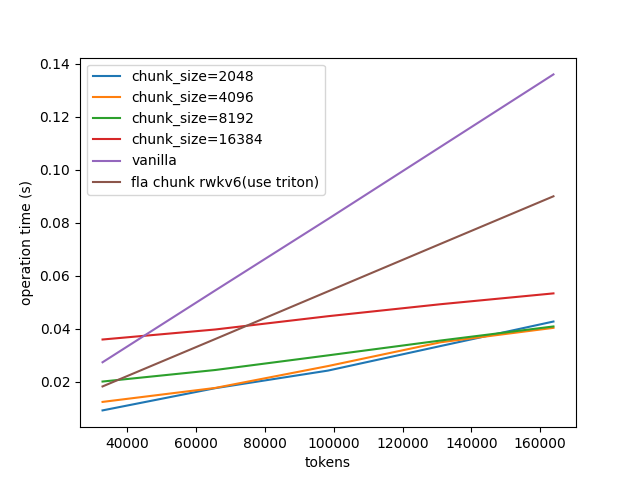 0.14
0.12
0.10
0.08
0.06
0.04
0.02
operation time (s)
chunk_size=2048
chunk_size=4096
chunk_size=8192
chunk_size=16384
vanilla
fla chunk rwkv6(use triton)
40000 60000 80000 100000 120000 140000 160000
tokens